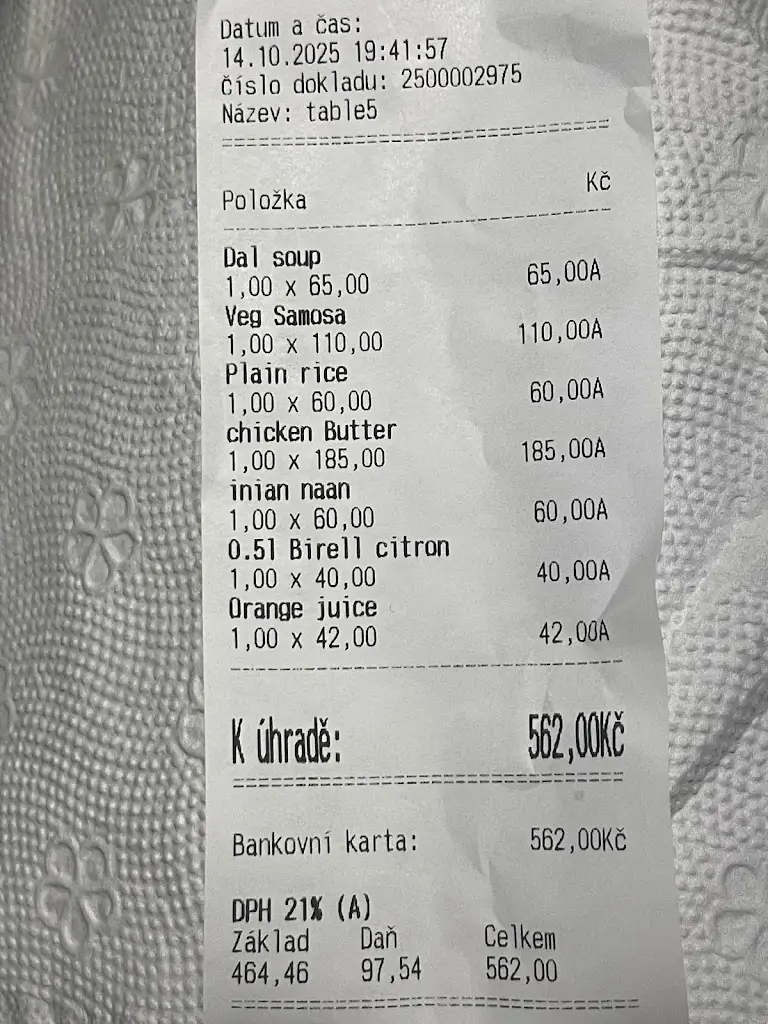 Datum a čas:
14.10.2025 19:41:57
číslo dokladu: 2500002975
Název: table5
Položka Kč
Dal soup
1,00 x 65,00 65,00A
Veg Samosa
1,00 x 110,00 110,00A
Plain rice
1,00 x 60,00 60,00A
chicken Butter
1,00 x 185,00 185,00A
inian naan
1,00 x 60,00 60,00A
0.5l Birell citron
1,00 x 40,00 40,00A
Orange juice
1,00 x 42,00 42,00A
K úhradě: 562,00Kč
Bankovní karta: 562,00Kč
DPH 21% (A)
Základ Daň Celkem
464,46 97,54 562,00